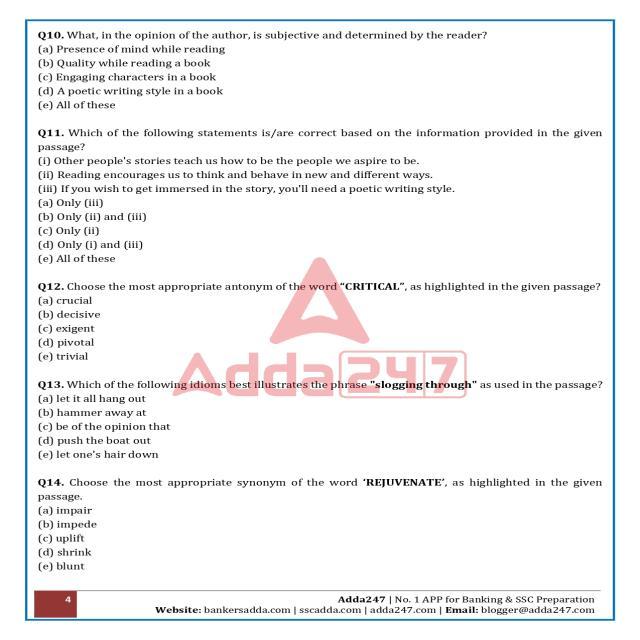 Q10. What, in the opinion of the author, is subjective and determined by the reader?
(a) Presence of mind while reading
(b) Quality while reading a book
(c) Engaging characters in a book
(d) A poetic writing style in a book
(e) All of these
Q11. Which of the following statements is/are correct based on the information provided in the given
passage?
(i) Other people's stories teach us how to be the people we aspire to be.
(ii) Reading encourages us to think and behave in new and different ways.
(iii) If you wish to get immersed in the story, you'll need a poetic writing style.
(a) Only (iii)
(b) Only (ii) and (iii)
(c) Only (ii)
(d) Only (i) and (iii)
(e) All of these
Q12. Choose the most appropriate antonym of the word “CRITICAL”, as highlighted in the given passage?
(a) crucial
(b) decisive
(c) exigent
(d) pivotal
(e) trivial
Adda247
Q13. Which of the following idioms best illustrates the phrase "slogging through" as used in the passage?
(a) let it all hang out
(b) hammer away at
(c) be of the opinion that
(d) push the boat out
(e) let one's hair down
Q14. Choose the most appropriate synonym of the word ‘REJUVENATE’, as highlighted in the given
passage.
(a) impair
(b) impede
(c) uplift
(d) shrink
(e) blunt
4
Adda247 | No. 1 APP for Banking & SSC Preparation
Website: bankersadda.com | sscadda.com | adda247.com | Email: blogger@adda247.com